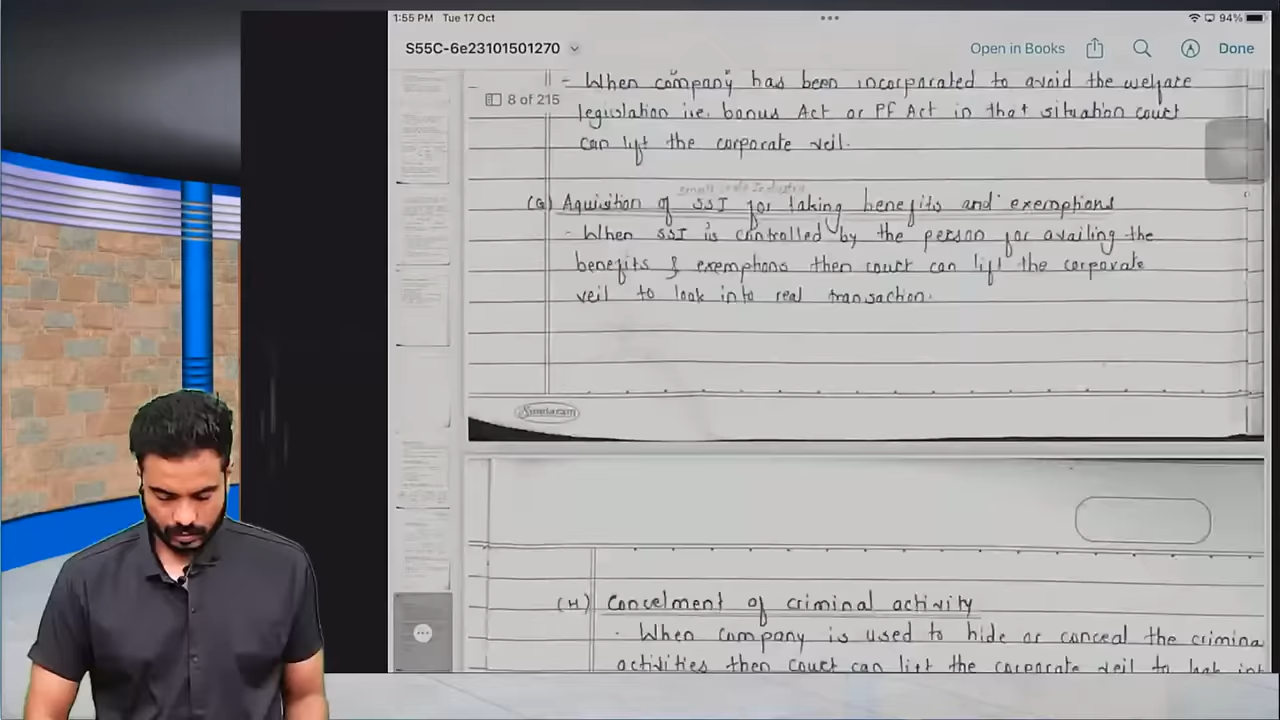 1:55 PM Tue 17 Oct
94%
S55C-6e23101501270
Open in Books
Done
8 of 215
- When company has been incorparated to avoid the welfare
legislation i.e. bonus Act or PF Act in that situation court
can lift the corporate veil.
small scale Industry
(G) Aquisition of SSI for taking benefits and exemptions
- When SSI is controlled by the person for availing the
benefits & exemptions then court can lift the corporate
veil to look into real transaction.
Sundaram
(H) Concelment of criminal activity
- When company is used to hide or conceal the crimina
activities then court can lift the corporate veil to look int